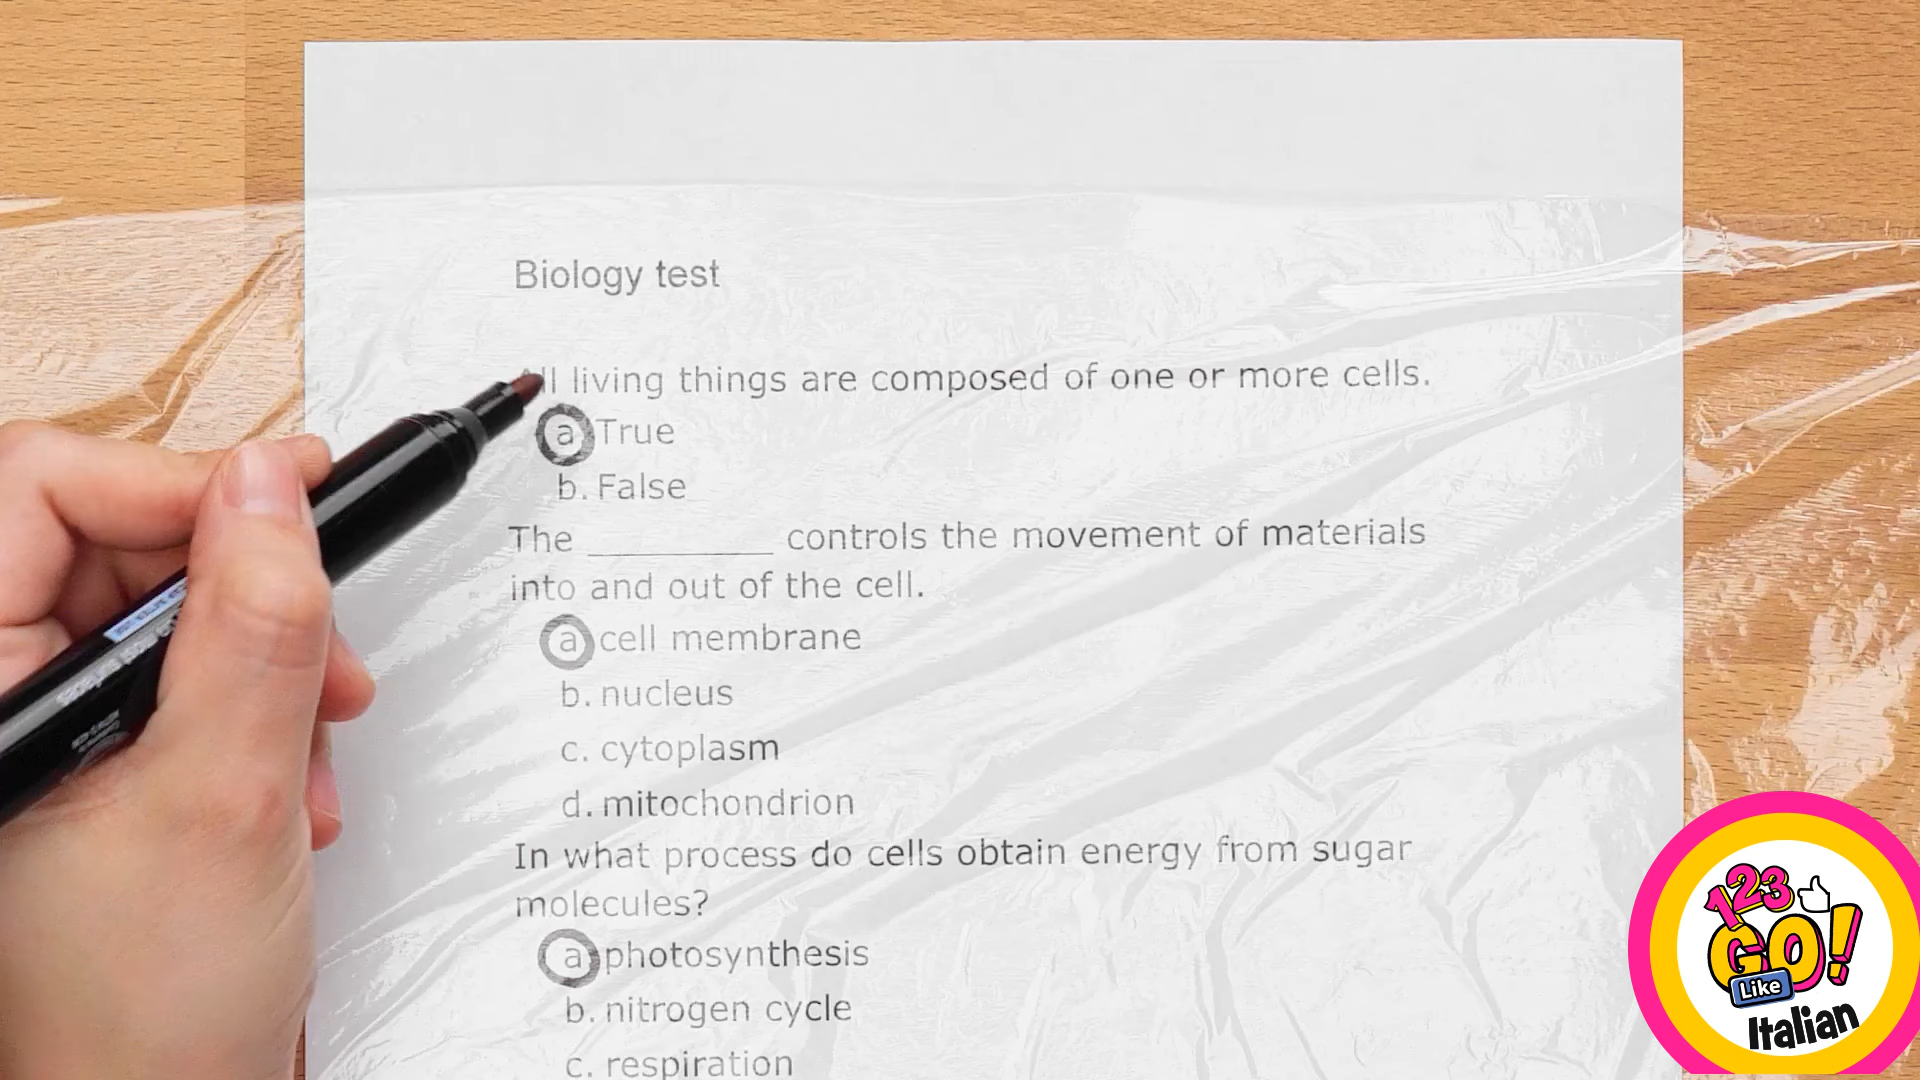 Biology test
All living things are composed of one or more cells.
a True
b. False
The __________ controls the movement of materials
into and out of the cell.
a cell membrane
b. nucleus
c. cytoplasm
d. mitochondrion
In what process do cells obtain energy from sugar
molecules?
a photosynthesis
b. nitrogen cycle
c. respiration
123
GO!
Like
Italian